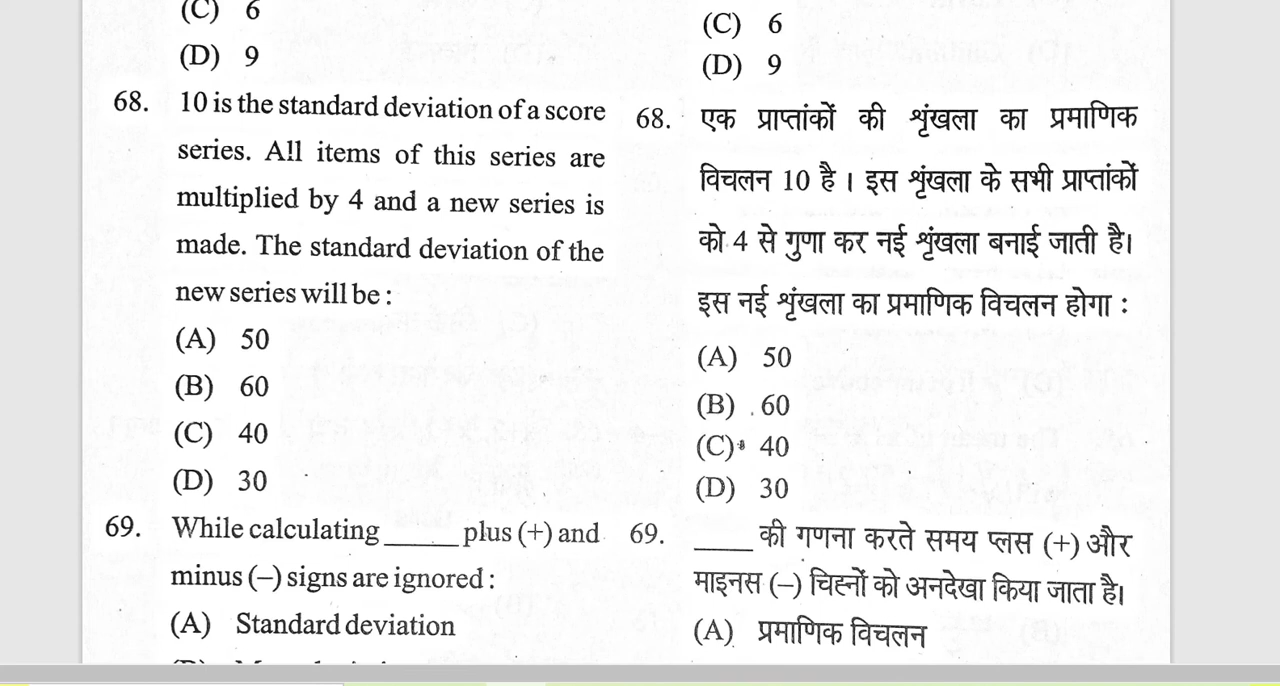 (C) 6
(D) 9
68. 10 is the standard deviation of a score
series. All items of this series are
multiplied by 4 and a new series is
made. The standard deviation of the
new series will be :
(A) 50
(B) 60
(C) 40
(D) 30
69. While calculating _____ plus (+) and
minus (–) signs are ignored :
(A) Standard deviation
(C) 6
(D) 9
68. एक प्राप्तांकों की शृंखला का प्रमाणिक
विचलन 10 है । इस शृंखला के सभी प्राप्तांकों
को 4 से गुणा कर नई शृंखला बनाई जाती है।
इस नई शृंखला का प्रमाणिक विचलन होगा :
(A) 50
(B) 60
(C) 40
(D) 30
69. ____ की गणना करते समय प्लस (+) और
माइनस (–) चिह्नों को अनदेखा किया जाता है।
(A) प्रमाणिक विचलन